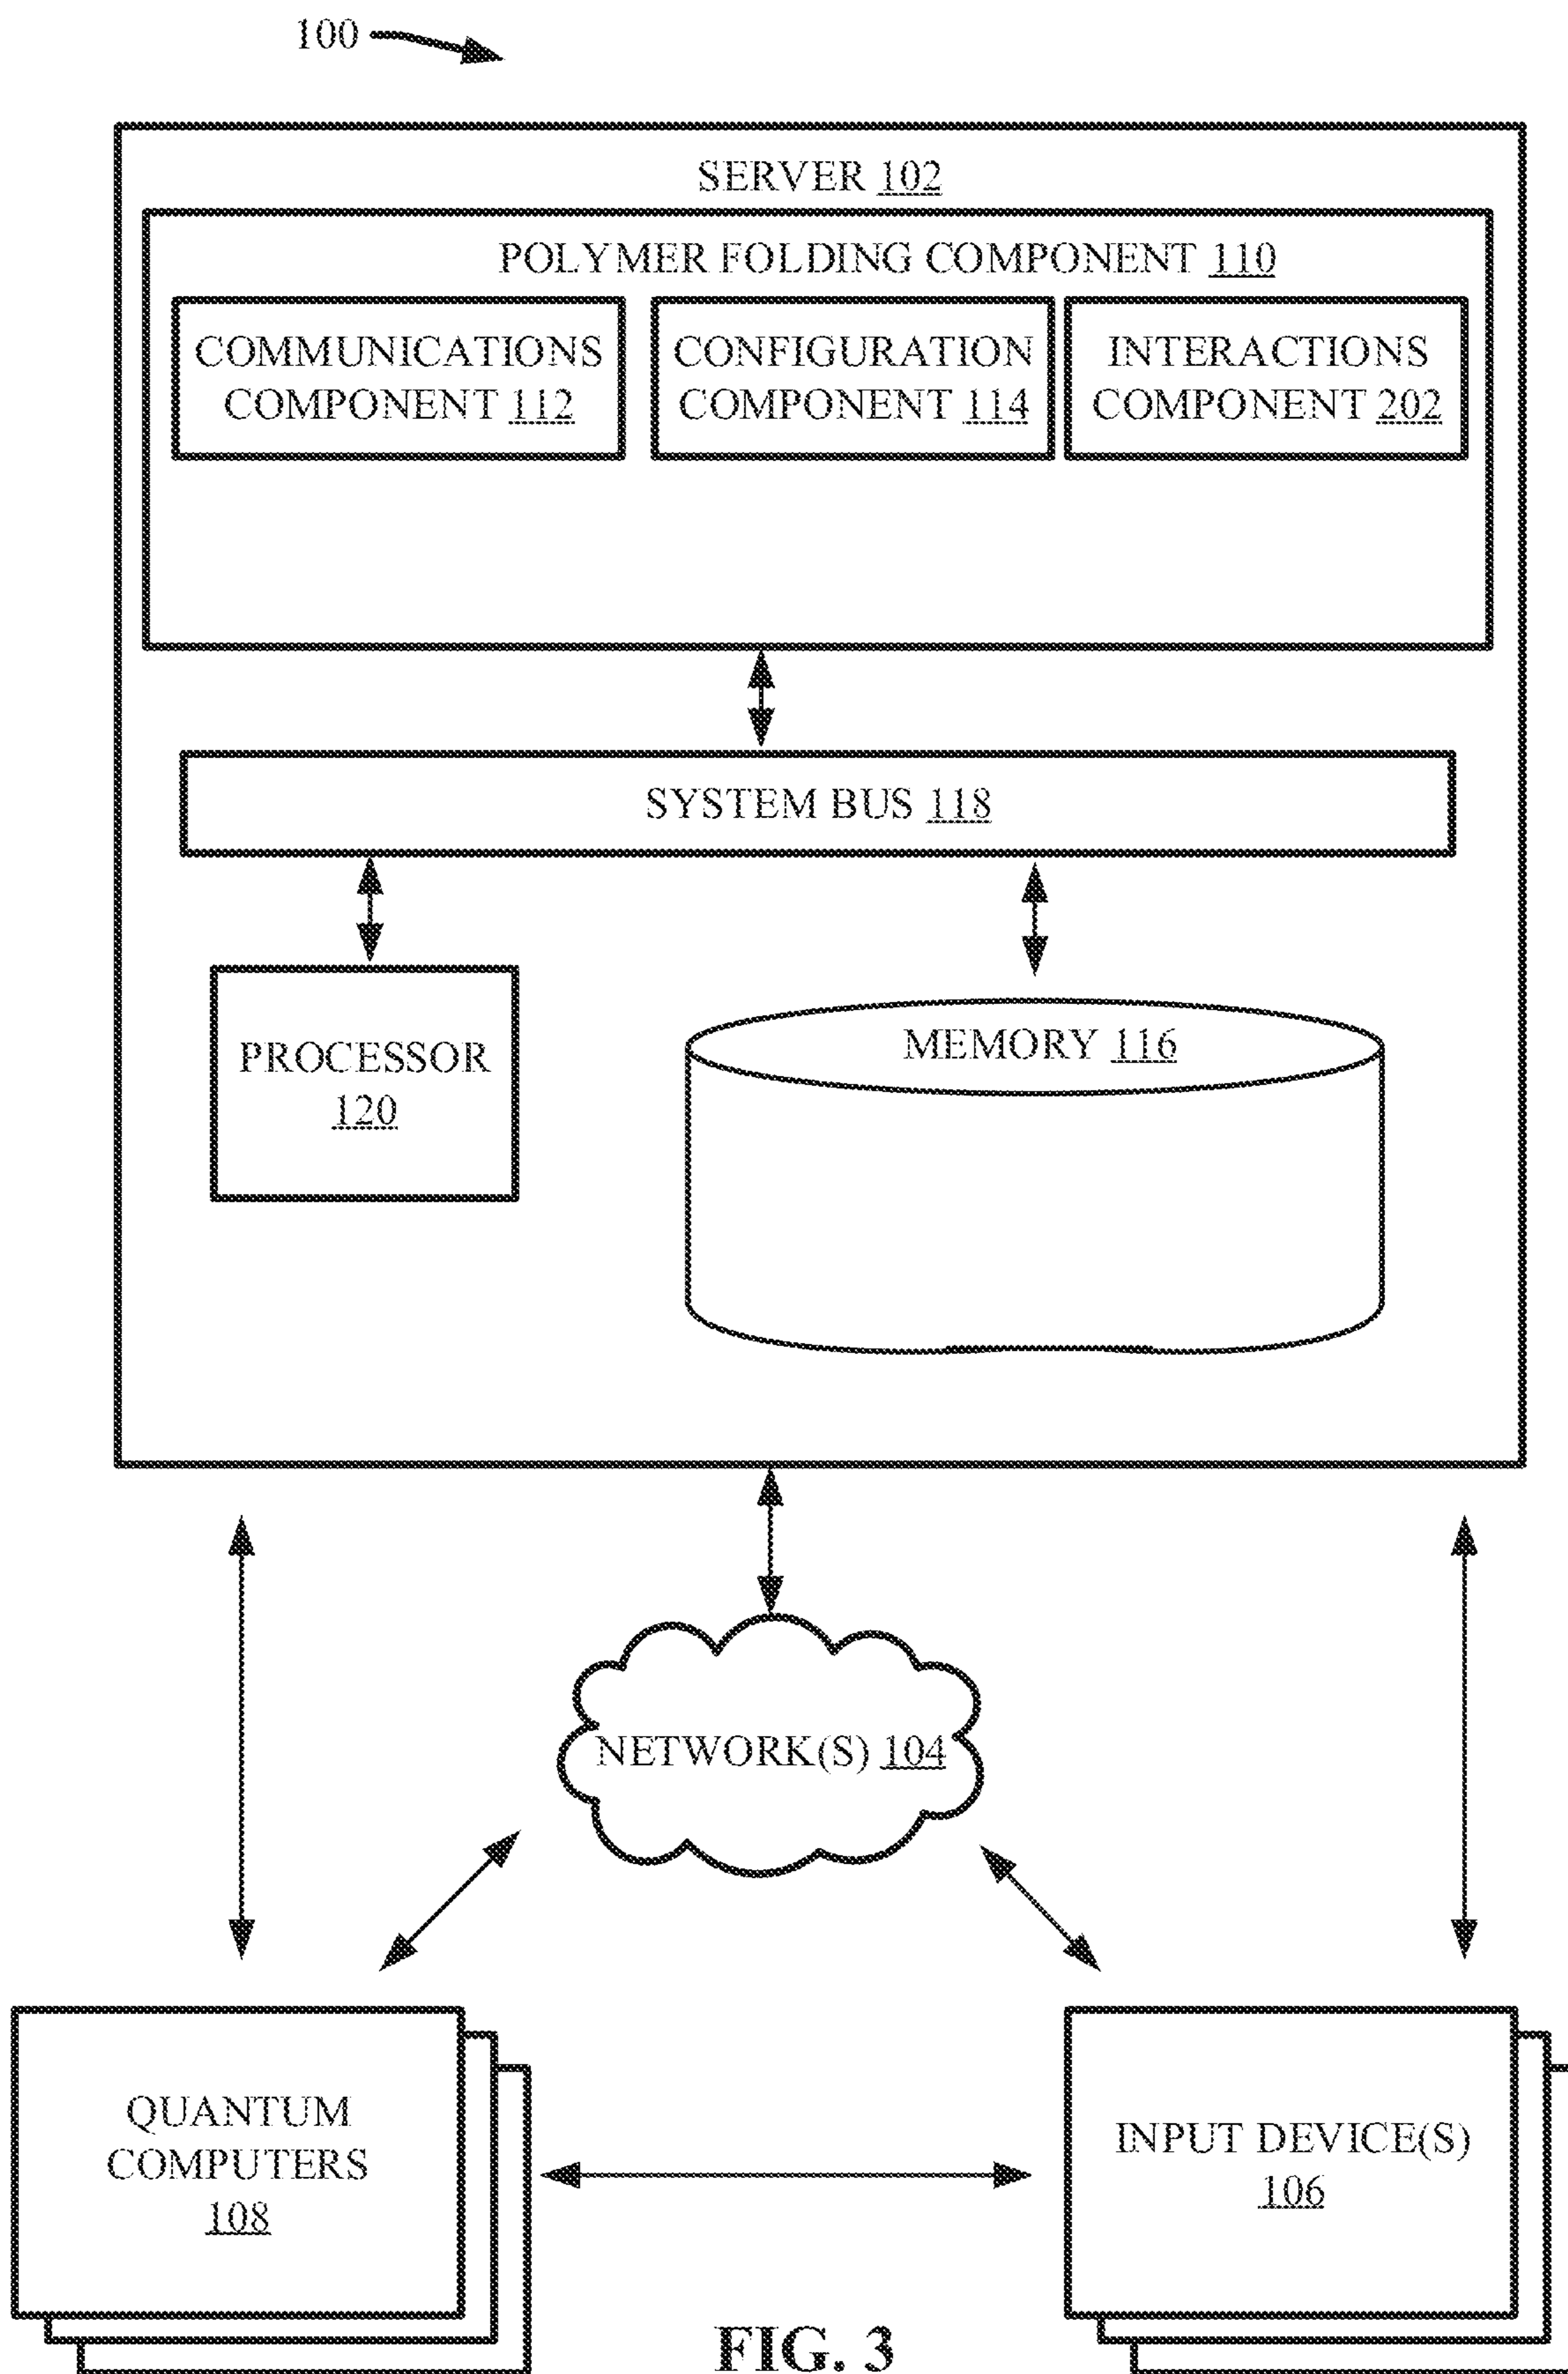 100
SERVER 102
POLYMER FOLDING COMPONENT 110
COMMUNICATIONS
COMPONENT 112
CONFIGURATION
COMPONENT 114
INTERACTIONS
COMPONENT 202
SYSTEM BUS 118
PROCESSOR
120
MEMORY 116
NETWORK(S) 104
QUANTUM
COMPUTERS
108
INPUT DEVICE(S)
106
FIG. 3